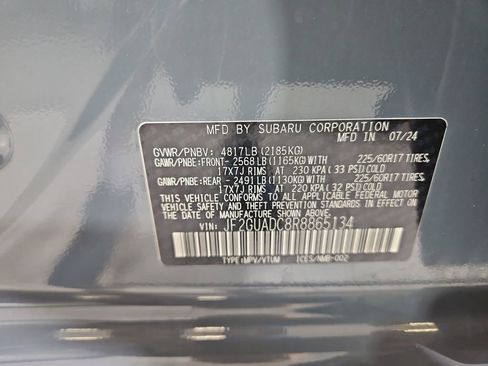 MFD BY SUBARU CORPORATION
MFD IN 07/24
GVWR/PNBV: 4817LB (2185KG)
GAWR/PNBE:FRONT- 2568LB(1165KG)WITH 225/60R17 TIRES,
17X7J RIMS AT 230 KPA( 33 PSI)COLD
GAWR/PNBE:REAR - 2491LB(1130KG)WITH 225/60R17 TIRES,
17X7J RIMS AT 220 KPA( 32 PSI)COLD
THIS VEHICLE CONFORMS TO ALL APPLICABLE FEDERAL MOTOR
VEHICLE SAFETY AND THEFT PREVENTION STANDARDS IN EFFECT
ON THE DATE OF MANUFACTURE SHOWN ABOVE.
VIN: JF2GUADC8R8865134
TYPE:MPV/VTUM ICES/NMB-002